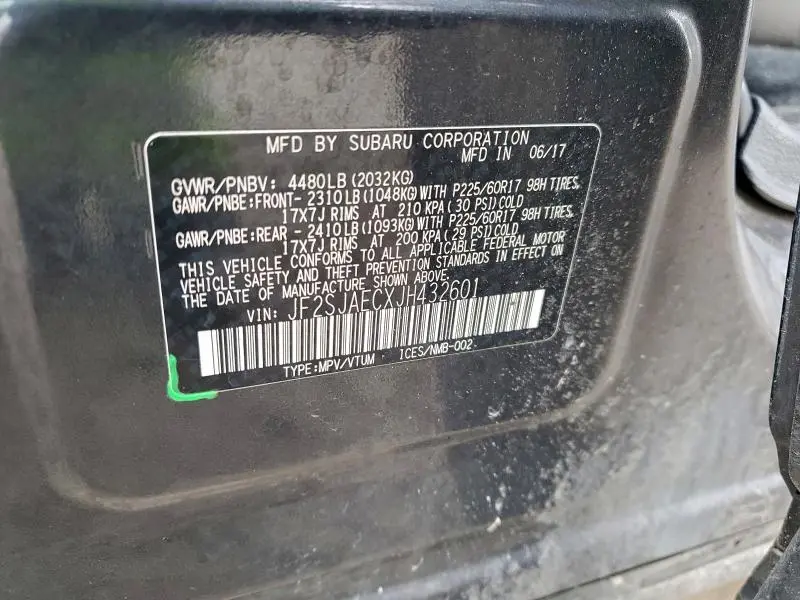 MFD BY SUBARU CORPORATION
MFD IN 06/17
GVWR/PNBV: 4480LB(2032KG)
GAWR/PNBE:FRONT- 2310LB(1048KG)WITH P225/60R17 98H TIRES,
17X7J RIMS AT 210 KPA(30 PSI)COLD
GAWR/PNBE:REAR - 2410LB(1093KG)WITH P225/60R17 98H TIRES,
17X7J RIMS AT 200 KPA(29 PSI)COLD
THIS VEHICLE CONFORMS TO ALL APPLICABLE FEDERAL MOTOR
VEHICLE SAFETY AND THEFT PREVENTION STANDARDS IN EFFECT ON
THE DATE OF MANUFACTURE SHOWN ABOVE.
VIN: JF2SJAECXJH432601
TYPE:MPV/VTUM ICES/NMB-002